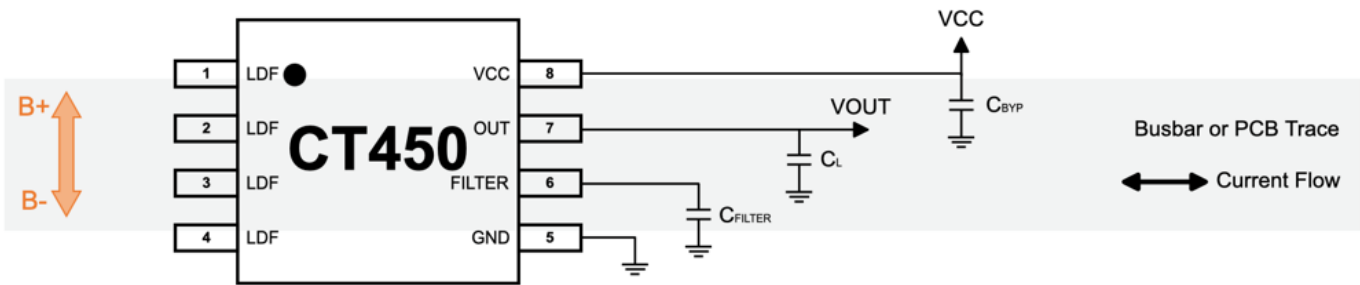 VCC
1 LDF VCC 8
B+
VOUT
CBYP
2 LDF OUT 7
Busbar or PCB Trace
CT450
CL
3 LDF FILTER 6
Current Flow
B-
CFILTER
4 LDF GND 5